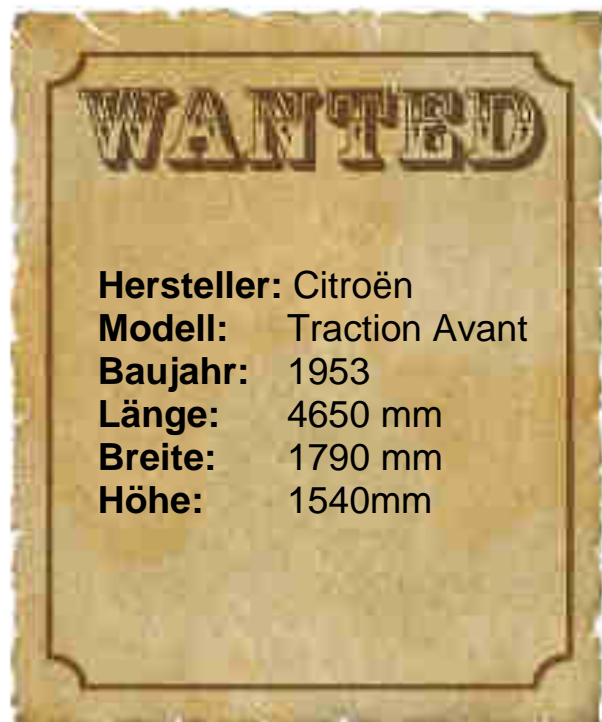 WANTED
Hersteller: Citroën
Modell: Traction Avant
Baujahr: 1953
Länge: 4650 mm
Breite: 1790 mm
Höhe: 1540mm